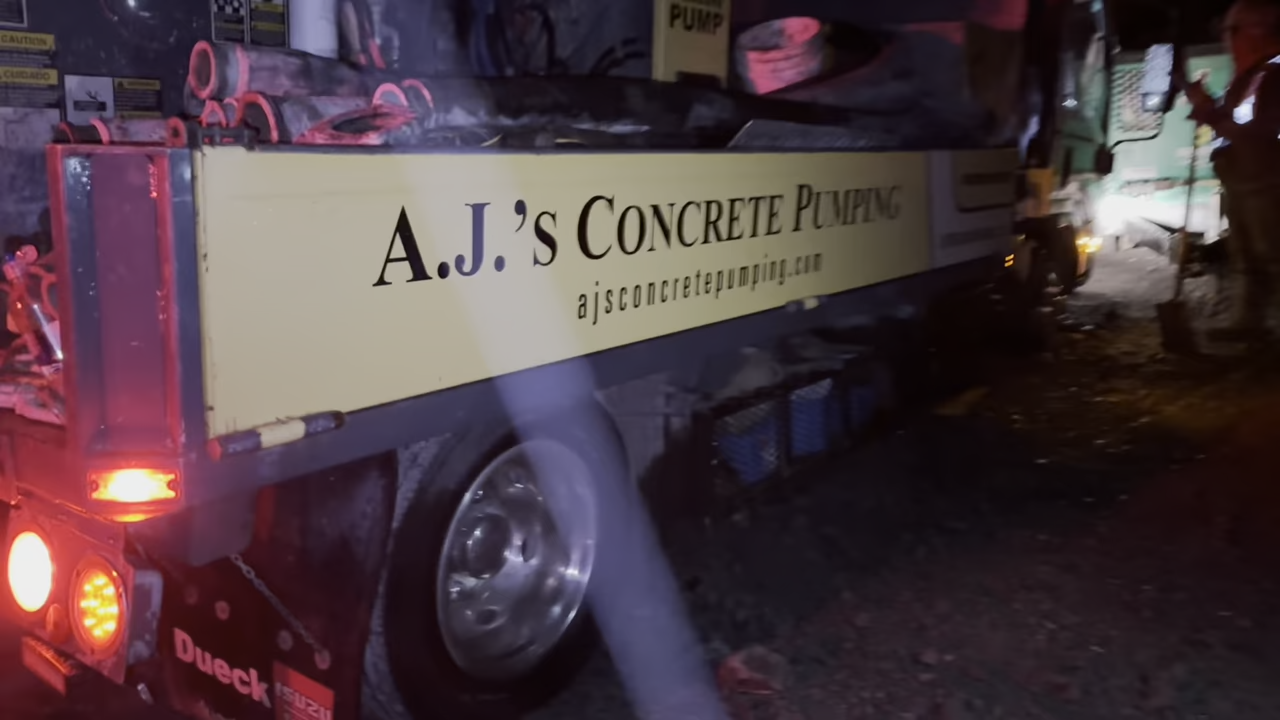 CAUTION
CUIDADO
PUMP
A.J.'s Concrete Pumping
ajsconcretepumping.com
Dueck
ISUZU